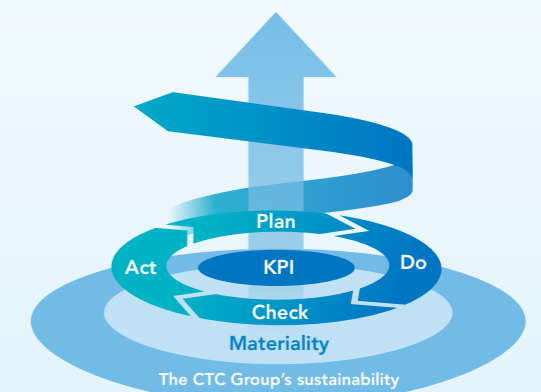 Plan
Act
KPI
Do
Check
Materiality
The CTC Group's sustainability